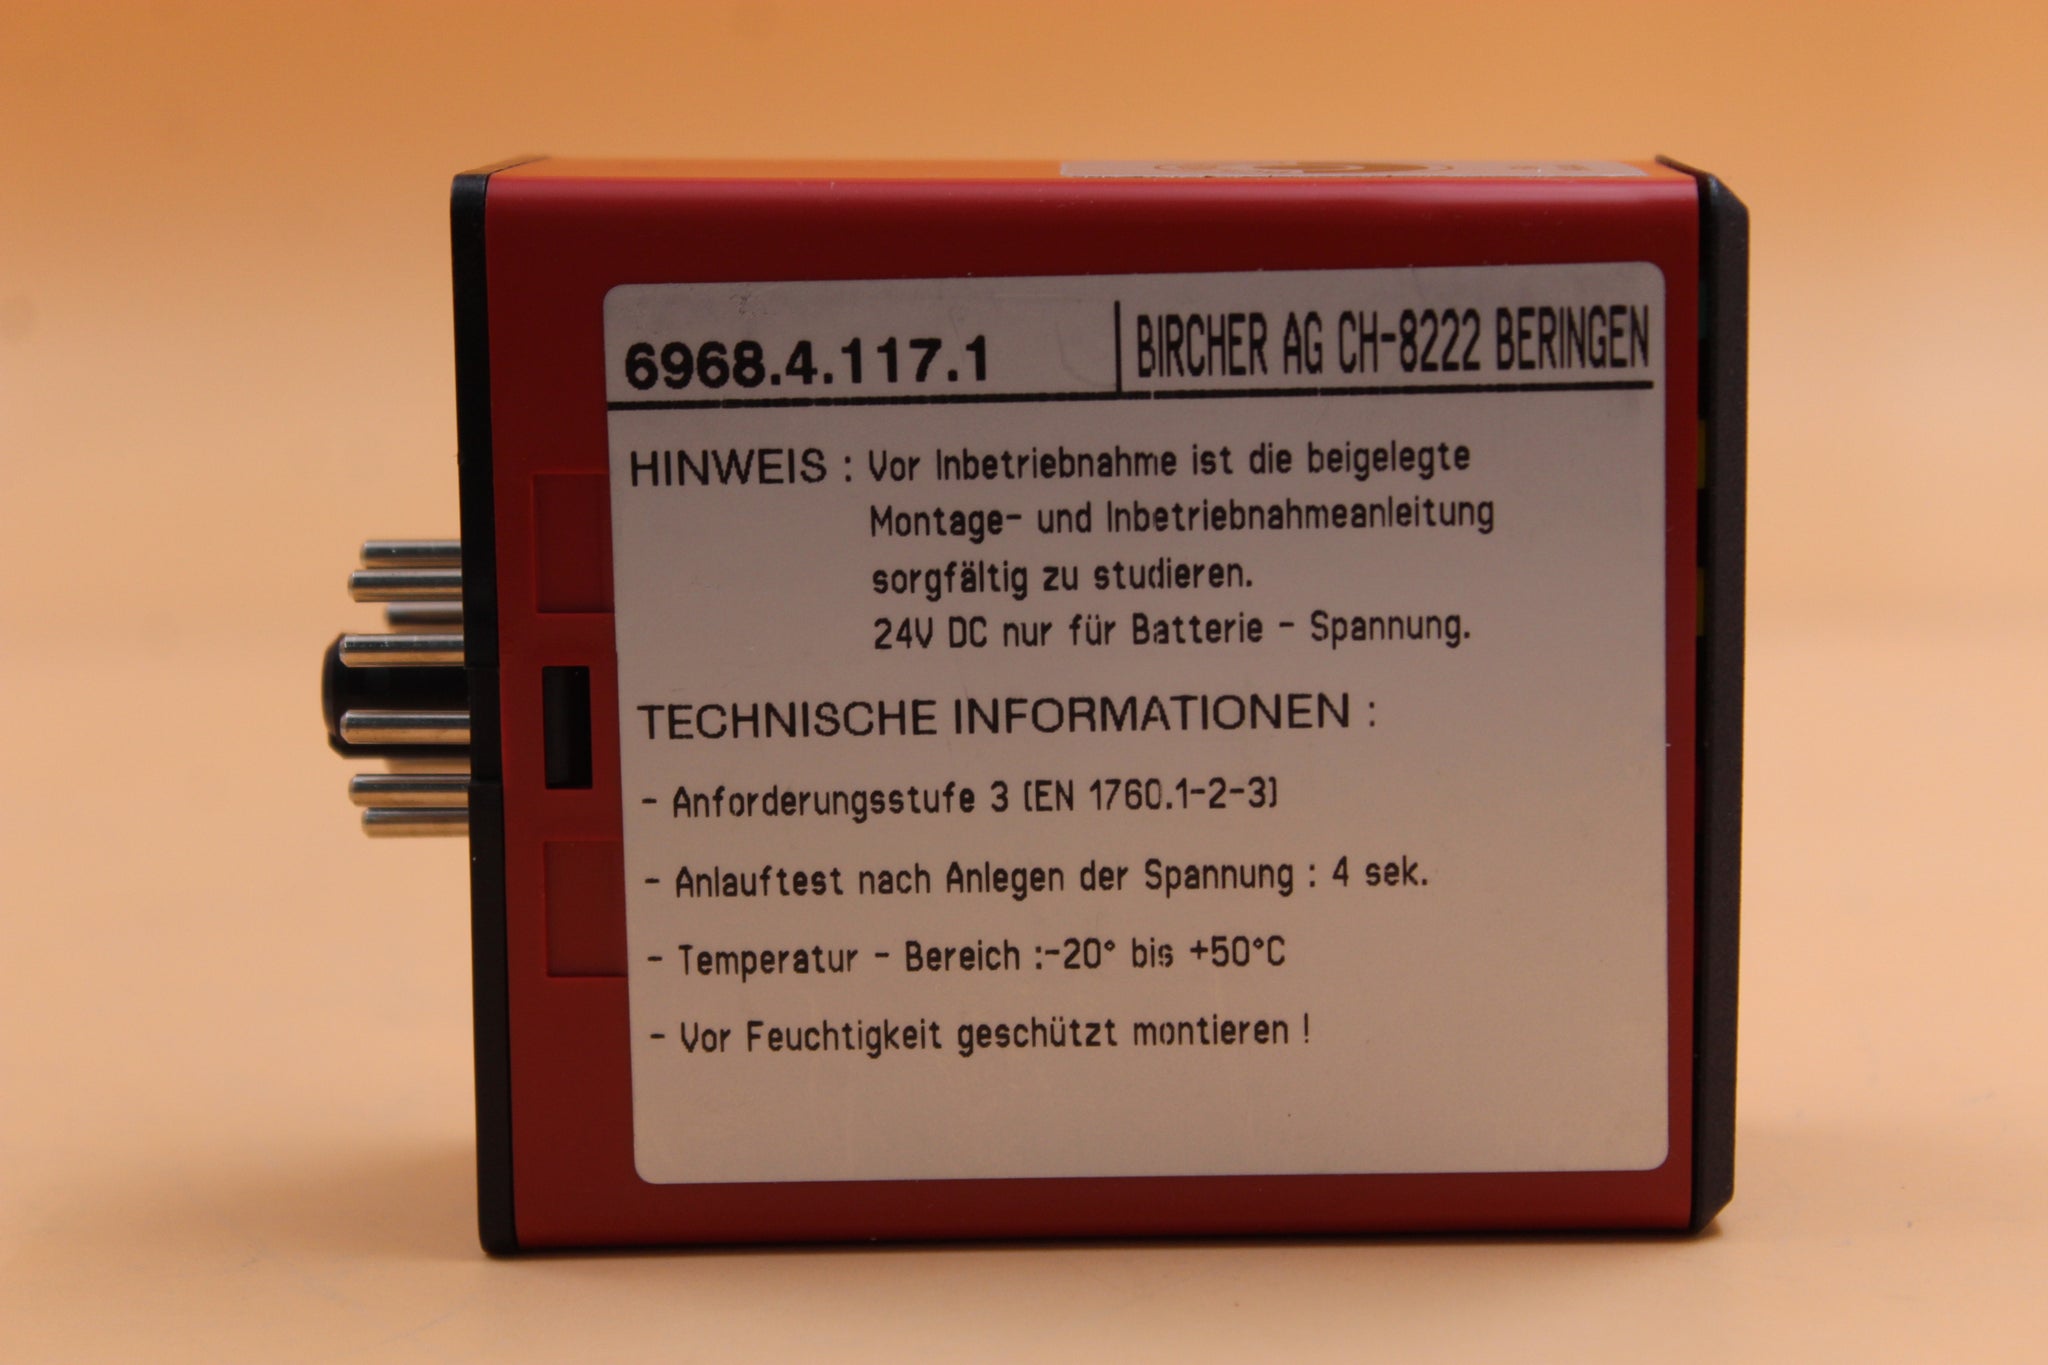 6968.4.117.1 BIRCHER AG CH-8222 BERINGEN
HINWEIS : Vor Inbetriebnahme ist die beigelegte
Montage- und Inbetriebnahmeanleitung
sorgfältig zu studieren.
24V DC nur für Batterie - Spannung.
TECHNISCHE INFORMATIONEN :
- Anforderungsstufe 3 (EN 1760.1-2-3)
- Anlauftest nach Anlegen der Spannung : 4 sek.
- Temperatur - Bereich :-20° bis +50°C
- Vor Feuchtigkeit geschützt montieren !